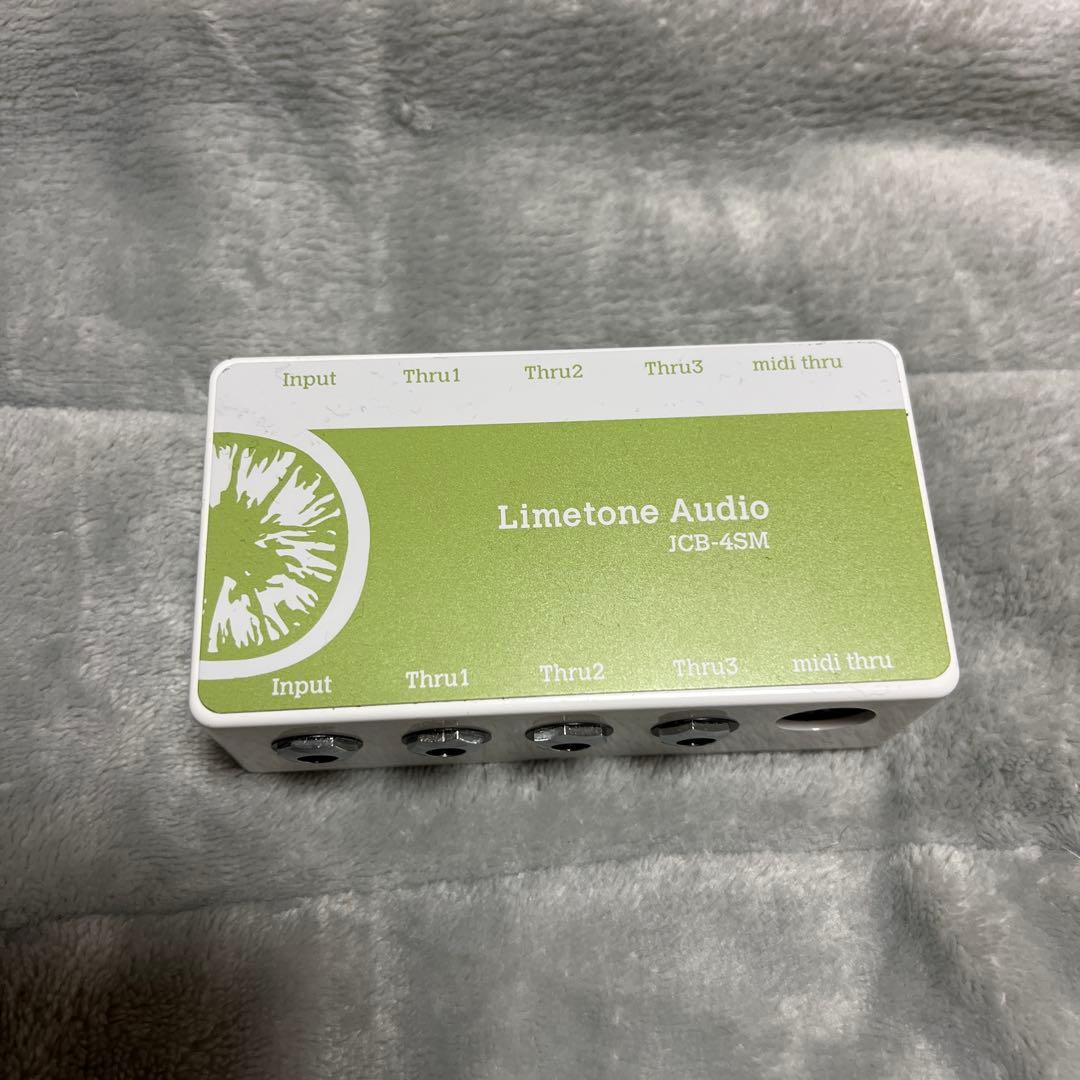 Input Thru1 Thru2 Thru3 midi thru
Limetone Audio
JCB-4SM
Input Thru1 Thru2 Thru3 midi thru